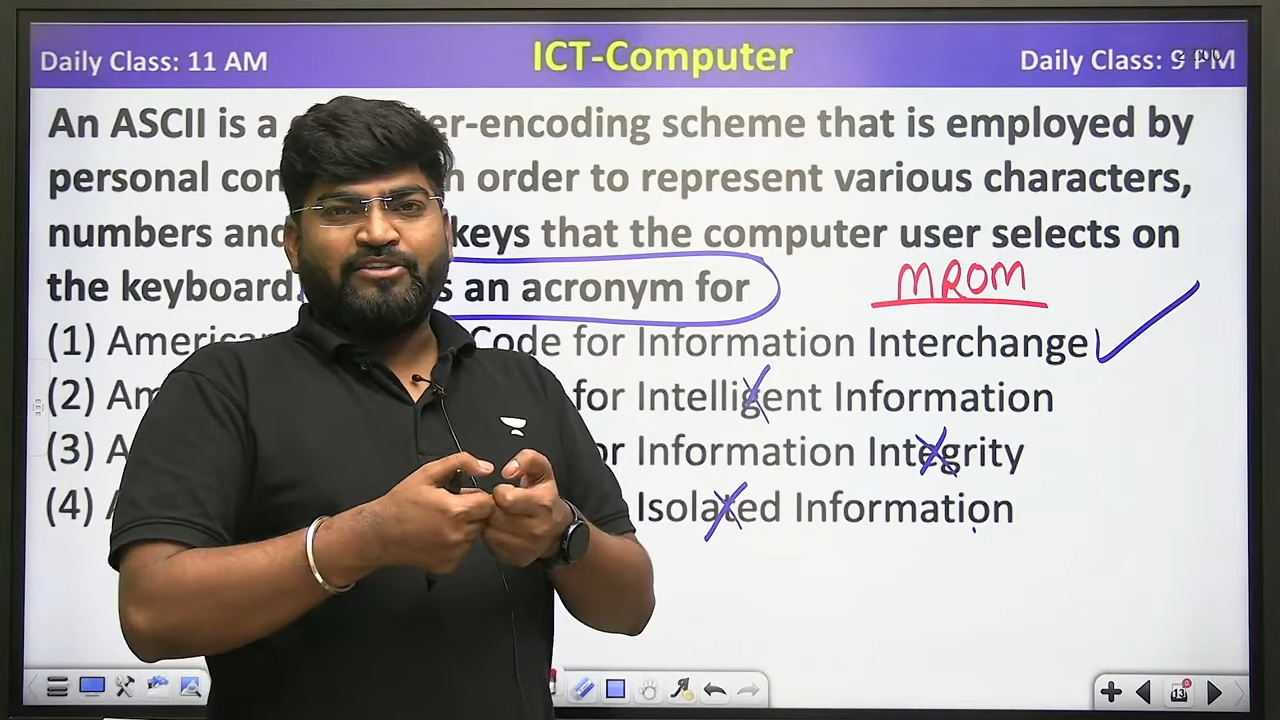 Daily Class: 11 AM
ICT-Computer
Daily Class: 9 PM
An ASCII is a er-encoding scheme that is employed by
personal con order to represent various characters,
numbers and keys that the computer user selects on
the keyboard. s an acronym for
MROM
(1) America Code for Information Interchange
(2) Am for Intelligent Information
(3) A or Information Integrity
(4) Isolated Information
13